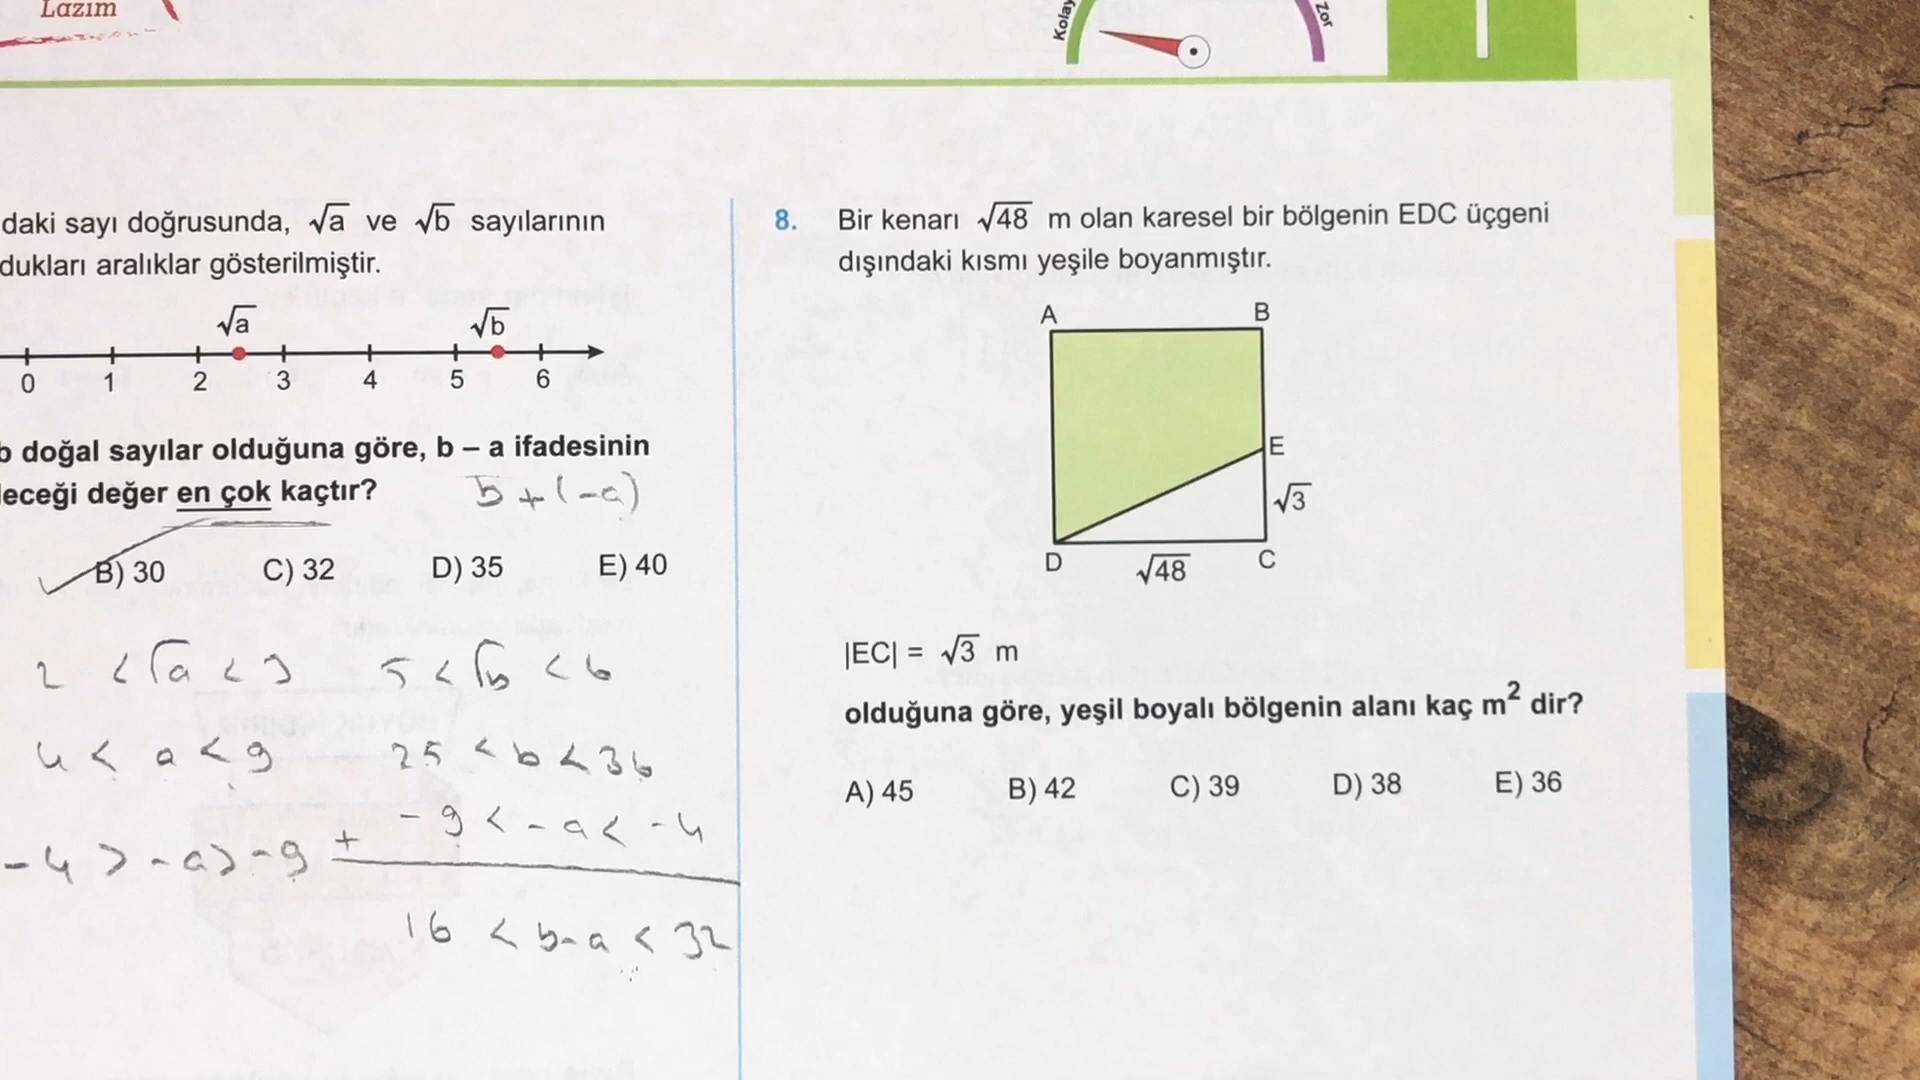 Lazım
Kolay
Zor
daki sayı doğrusunda, √a ve √b sayılarının
dukları aralıklar gösterilmiştir.
√a √b
0 1 2 3 4 5 6
b doğal sayılar olduğuna göre, b – a ifadesinin
leceği değer en çok kaçtır?
b + (-a)
B) 30 C) 32 D) 35 E) 40
2 < √a < 3 5 < √b < 6
4 < a < 9 25 < b < 36
-9 < -a < -4
-4 > -a > -9 +
16 < b-a < 32
8. Bir kenarı √48 m olan karesel bir bölgenin EDC üçgeni
dışındaki kısmı yeşile boyanmıştır.
A B
E
√3
D √48 C
|EC| = √3 m
olduğuna göre, yeşil boyalı bölgenin alanı kaç m² dir?
A) 45 B) 42 C) 39 D) 38 E) 36